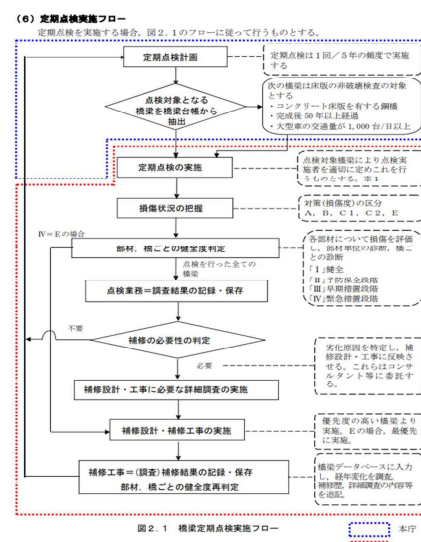 (6)定期点検実施フロー
定期点検を実施する場合，図２.１のフローに従って行うものとする。
定期点検計画
定期点検は１回／５年の頻度で実施
する
点検対象となる
橋梁を橋梁台帳から
抽出
次の橋梁は床版の非破壊検査の対象
とする
・コンクリート床版を有する鋼橋
・完成後 50 年以上経過
・大型車の交通量が 1,000 台/日以上
定期点検の実施
点検対象橋梁により点検実
施者を適切に定めこれを行
うものとする。※１
損傷状況の把握
対策(損傷度)の区分
A, B, C1, C2, E
Ⅳ＝Ｅの場合
部材、橋ごとの健全度判定
各部材について損傷を評価
し，部材単位の診断，橋ご
との診断
「Ⅰ」健全
「Ⅱ」予防保全段階
「Ⅲ」早期措置段階
「Ⅳ」緊急措置段階
点検を行った全ての
橋梁
点検業務＝調査結果の記録・保存
不要
補修の必要性の判定
必要
劣化原因を特定し，補
修設計・工事に反映さ
せる。これらはコンサ
ルタント等に委託す
る。
補修設計・工事に必要な詳細調査の実施
補修設計・補修工事の実施
優先度の高い橋梁より
実施。Ｅの場合，最優先
に実施。
補修工事＝(調査)補修結果の記録・保存
部材、橋ごとの健全度再判定
橋梁データベースに入力
し，経年変化を調査。
補修歴，詳細調査の内容等
を追記。
図２.１　橋梁定期点検実施フロー
本庁